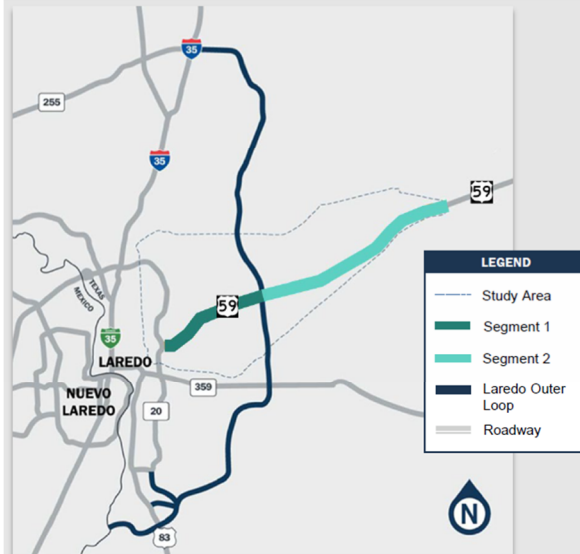 35
255
35
59
59
TEXAS
MEXICO
35
LAREDO
NUEVO
LAREDO
359
20
83
LEGEND
Study Area
Segment 1
Segment 2
Laredo Outer
Loop
Roadway
N